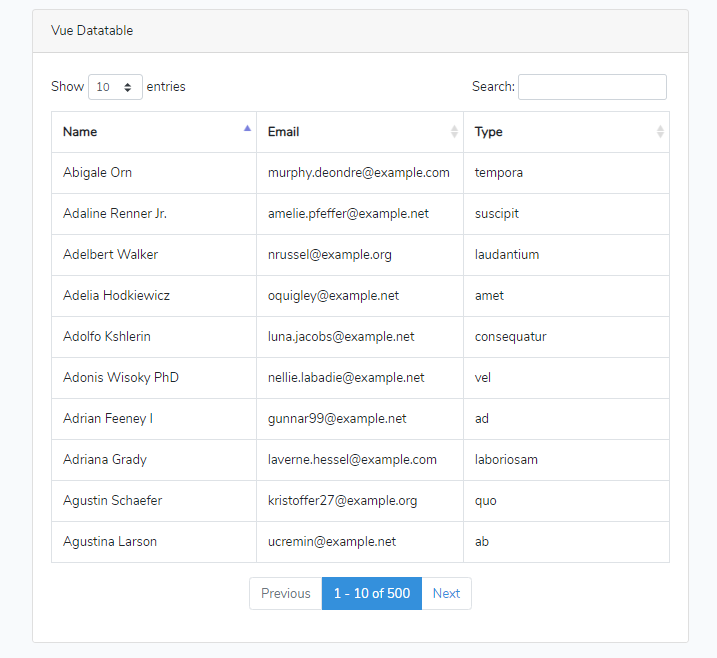 Vue Datatable
Show 10 entries Search:
Name Email Type
Abigale Orn murphy.deondre@example.com tempora
Adaline Renner Jr. amelie.pfeffer@example.net suscipit
Adelbert Walker nrussel@example.org laudantium
Adelia Hodkiewicz oquigley@example.net amet
Adolfo Kshlerin luna.jacobs@example.net consequatur
Adonis Wisoky PhD nellie.labadie@example.net vel
Adrian Feeney I gunnar99@example.net ad
Adriana Grady laverne.hessel@example.com laboriosam
Agustin Schaefer kristoffer27@example.org quo
Agustina Larson ucremin@example.net ab
Previous 1 - 10 of 500 Next